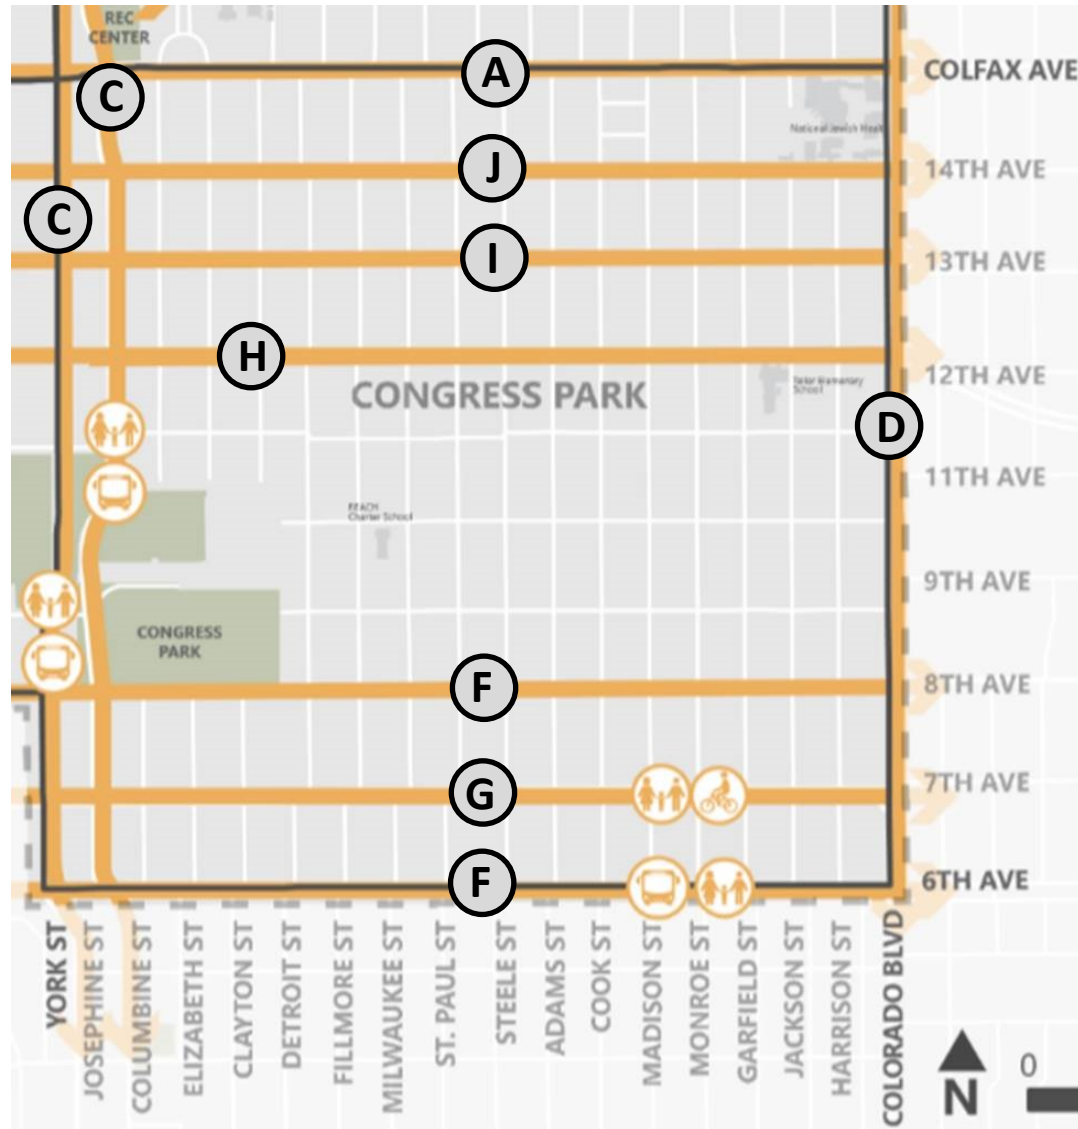 REC
CENTER
COLFAX AVE
A
C
National Jewish Healt
J
14TH AVE
C
I
13TH AVE
H
12TH AVE
CONGRESS PARK
School
D
11TH AVE
Charter School
9TH AVE
CONGRESS
PARK
F
8TH AVE
G
7TH AVE
F
6TH AVE
YORK ST
JOSEPHINE ST
COLUMBINE ST
ELIZABETH ST
CLAYTON ST
DETROIT ST
FILLMORE ST
MILWAUKEE ST
ST. PAUL ST
STEELE ST
ADAMS ST
COOK ST
MADISON ST
MONROE ST
GARFIELD ST
JACKSON ST
HARRISON ST
COLORADO BLVD
N
0